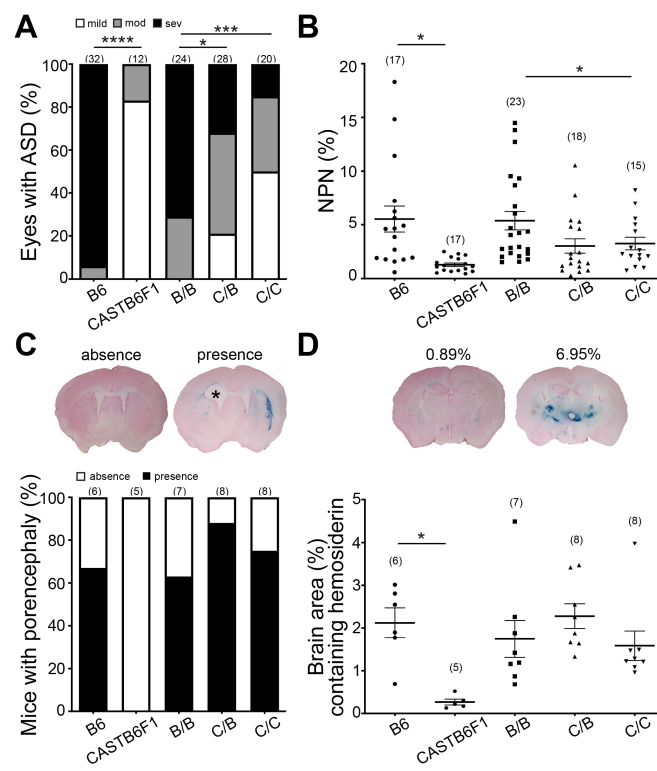 A
mild mod sev
**** * ***
(32) (12) (24) (28) (20)
Eyes with ASD (%)
100
80
60
40
20
0
B6 CASTB6F1 B/B C/B C/C
B
* *
NPN (%)
20
15
10
5
0
(17) (17) (23) (18) (15)
B6 CASTB6F1 B/B C/B C/C
C
absence presence
*
absence presence
(6) (5) (7) (8) (8)
Mice with porencephaly (%)
100
80
60
40
20
0
B6 CASTB6F1 B/B C/B C/C
D
0.89% 6.95%
Brain area (%)
containing hemosiderin
5
4
3
2
1
0
*
(6) (5) (7) (8) (8)
B6 CASTB6F1 B/B C/B C/C